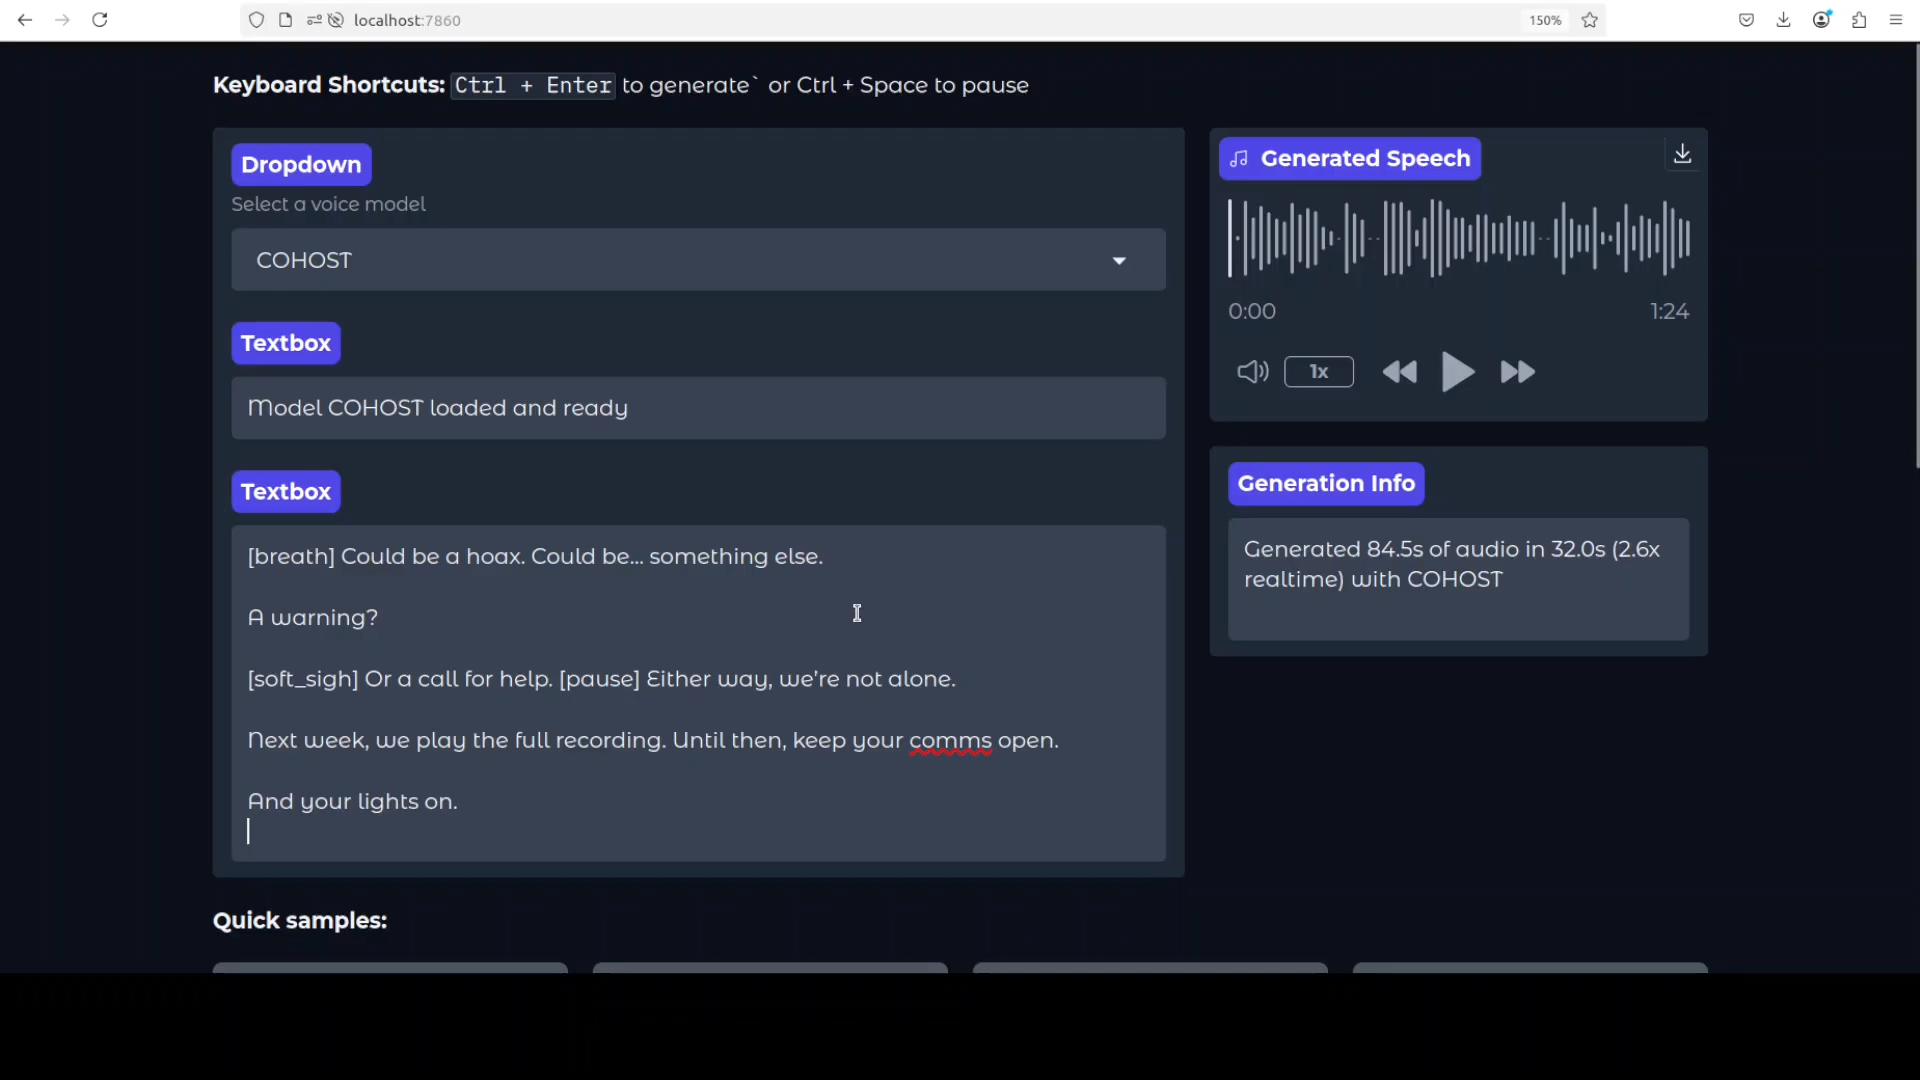 localhost:7860
150%
Keyboard Shortcuts: Ctrl + Enter to generate` or Ctrl + Space to pause
Dropdown
Select a voice model
COHOST
Textbox
Model COHOST loaded and ready
Textbox
[breath] Could be a hoax. Could be... something else.
A warning?
[soft_sigh] Or a call for help. [pause] Either way, we're not alone.
Next week, we play the full recording. Until then, keep your comms open.
And your lights on.
Generated Speech
0:00
1:24
1x
Generation Info
Generated 84.5s of audio in 32.0s (2.6x
realtime) with COHOST
Quick samples: